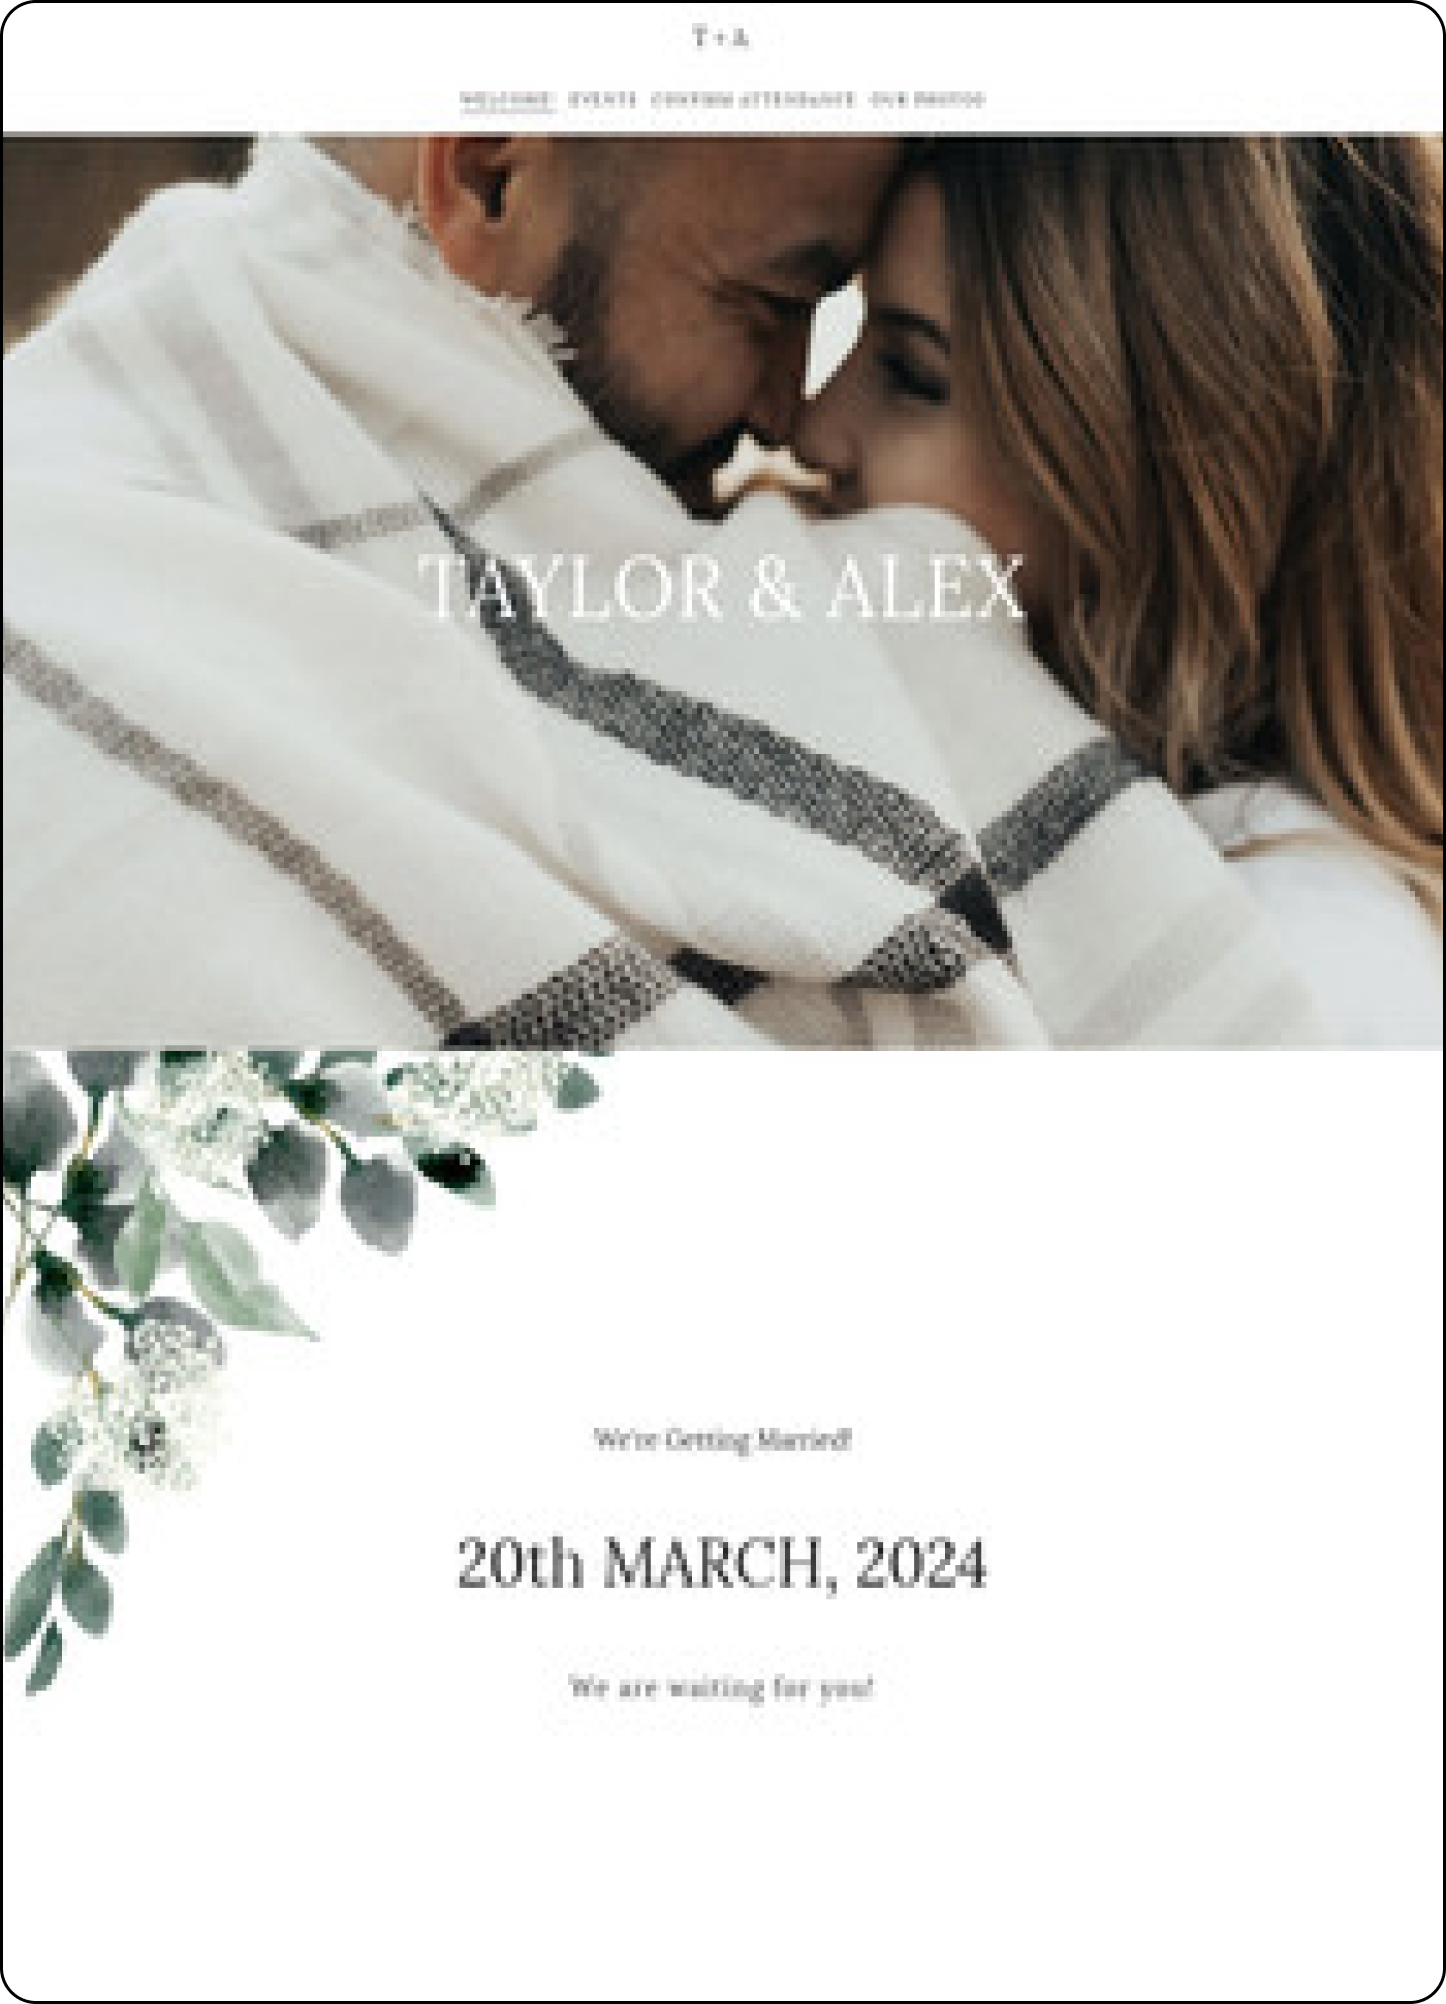 T + A
WELCOME EVENTS CONFIRM ATTENDANCE OUR PHOTOS
TAYLOR & ALEX
We're Getting Married!
20th MARCH, 2024
We are waiting for you!